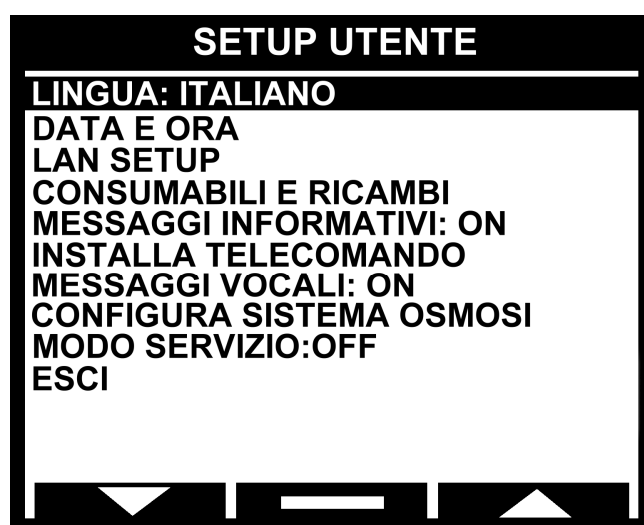 SETUP UTENTE
LINGUA: ITALIANO
DATA E ORA
LAN SETUP
CONSUMABILI E RICAMBI
MESSAGGI INFORMATIVI: ON
INSTALLA TELECOMANDO
MESSAGGI VOCALI: ON
CONFIGURA SISTEMA OSMOSI
MODO SERVIZIO:OFF
ESCI